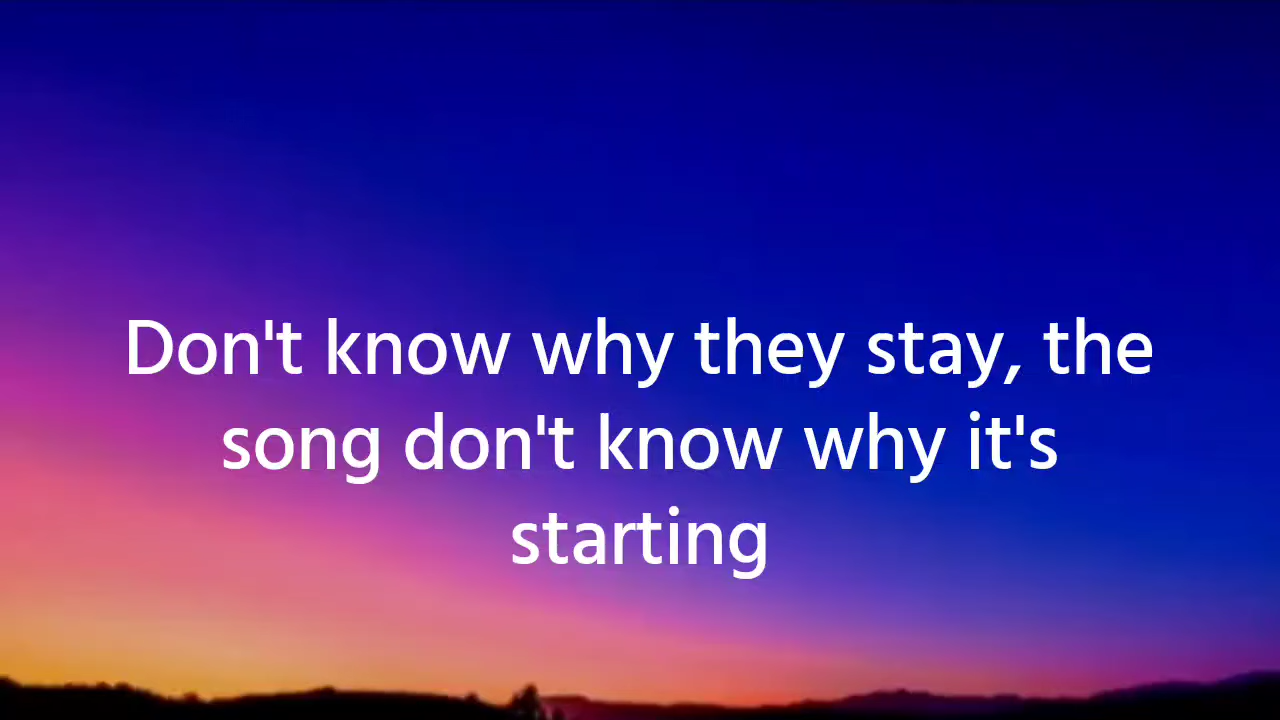 Don't know why they stay, the
song don't know why it's
starting